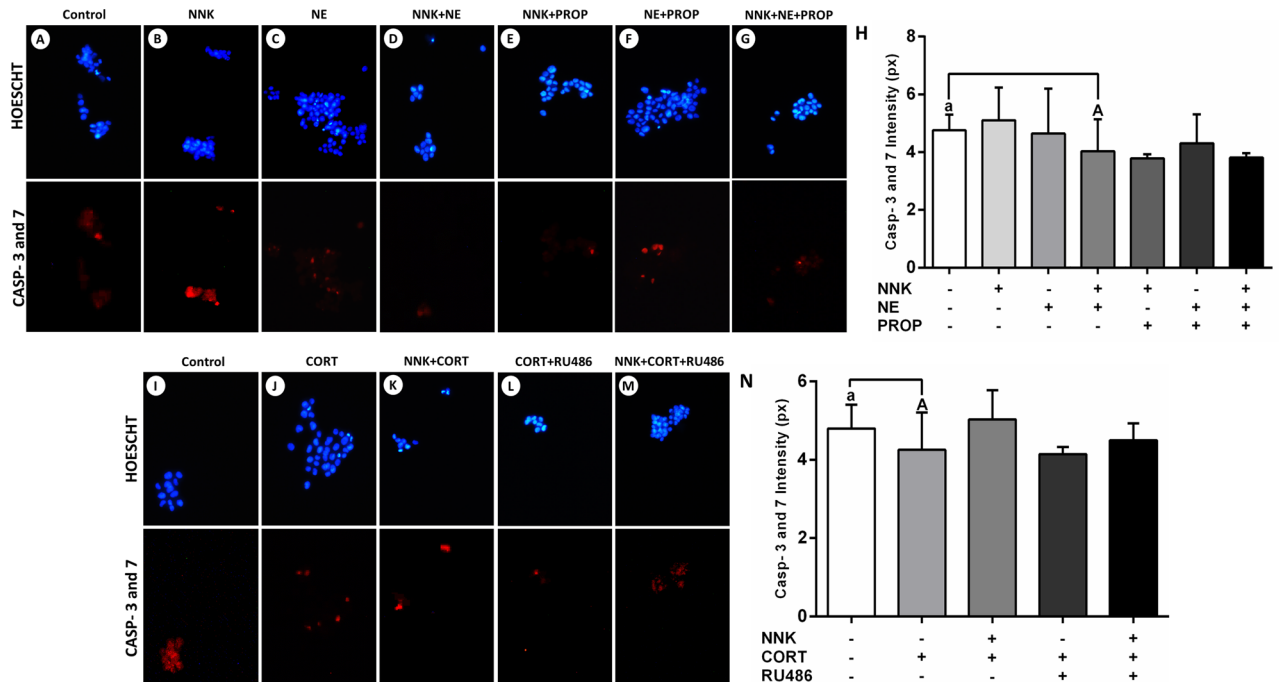 Control NNK NE NNK+NE NNK+PROP NE+PROP NNK+NE+PROP
A B C D E F G
HOESCHT
CASP- 3 and 7
H
Casp- 3 and 7 Intensity (px)
8
6
4
2
0
a A
NNK - + - + + - +
NE - - + + - + +
PROP - - - - + + +
Control CORT NNK+CORT CORT+RU486 NNK+CORT+RU486
I J K L M
HOESCHT
CASP- 3 and 7
N
Casp- 3 and 7 Intensity (px)
6
4
2
0
a A
NNK - - + - +
CORT - + + + +
RU486 - - - + +